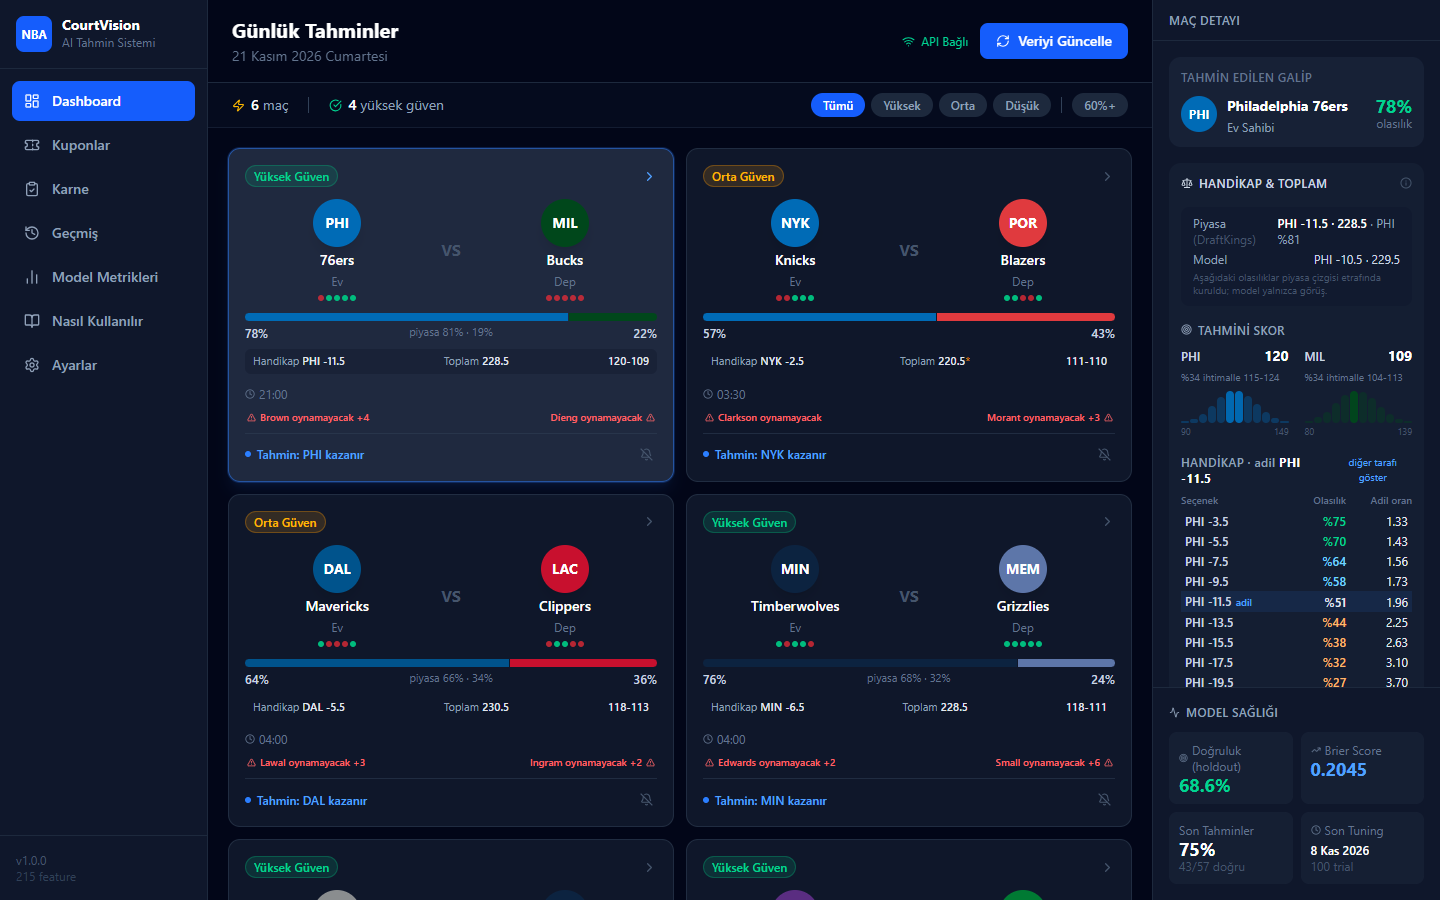 NBA
CourtVision
AI Tahmin Sistemi
Dashboard
Kuponlar
Karne
Geçmiş
Model Metrikleri
Nasıl Kullanılır
Ayarlar
v1.0.0
215 feature
Günlük Tahminler
21 Kasım 2026 Cumartesi
API Bağlı
Veriyi Güncelle
6 maç
4 yüksek güven
Tümü
Yüksek
Orta
Düşük
60%+
Yüksek Güven
PHI
VS
MIL
76ers
Bucks
Ev
Dep
78%
piyasa 81% · 19%
22%
Handikap PHI -11.5
Toplam 228.5
120-109
21:00
Brown oynamayacak +4
Dieng oynamayacak
Tahmin: PHI kazanır
Orta Güven
NYK
VS
POR
Knicks
Blazers
Ev
Dep
57%
43%
Handikap NYK -2.5
Toplam 220.5*
111-110
03:30
Clarkson oynamayacak
Morant oynamayacak +3
Tahmin: NYK kazanır
Orta Güven
DAL
VS
LAC
Mavericks
Clippers
Ev
Dep
64%
piyasa 66% · 34%
36%
Handikap DAL -5.5
Toplam 230.5
118-113
04:00
Lawal oynamayacak +3
Ingram oynamayacak +2
Tahmin: DAL kazanır
Yüksek Güven
MIN
VS
MEM
Timberwolves
Grizzlies
Ev
Dep
76%
piyasa 68% · 32%
24%
Handikap MIN -6.5
Toplam 228.5
118-111
04:00
Edwards oynamayacak +2
Small oynamayacak +6
Tahmin: MIN kazanır
Yüksek Güven
Yüksek Güven
MAÇ DETAYI
TAHMİN EDİLEN GALİP
PHI
Philadelphia 76ers
Ev Sahibi
78%
olasılık
HANDİKAP & TOPLAM
Piyasa
(DraftKings)
PHI -11.5 · 228.5 · PHI
%81
Model
PHI -10.5 · 229.5
Aşağıdaki olasılıklar piyasa çizgisi etrafında
kuruldu; model yalnızca görüş.
TAHMİNİ SKOR
PHI
120
MIL
109
%34 ihtimalle 115-124
%34 ihtimalle 104-113
90
149
80
139
HANDİKAP · adil PHI
-11.5
diğer tarafı
göster
Seçenek
Olasılık
Adil oran
PHI -3.5
%75
1.33
PHI -5.5
%70
1.43
PHI -7.5
%64
1.56
PHI -9.5
%58
1.73
PHI -11.5 adil
%51
1.96
PHI -13.5
%44
2.25
PHI -15.5
%38
2.63
PHI -17.5
%32
3.10
PHI -19.5
%27
3.70
MODEL SAĞLIĞI
Doğruluk
(holdout)
68.6%
Brier Score
0.2045
Son Tahminler
75%
43/57 doğru
Son Tuning
8 Kas 2026
100 trial